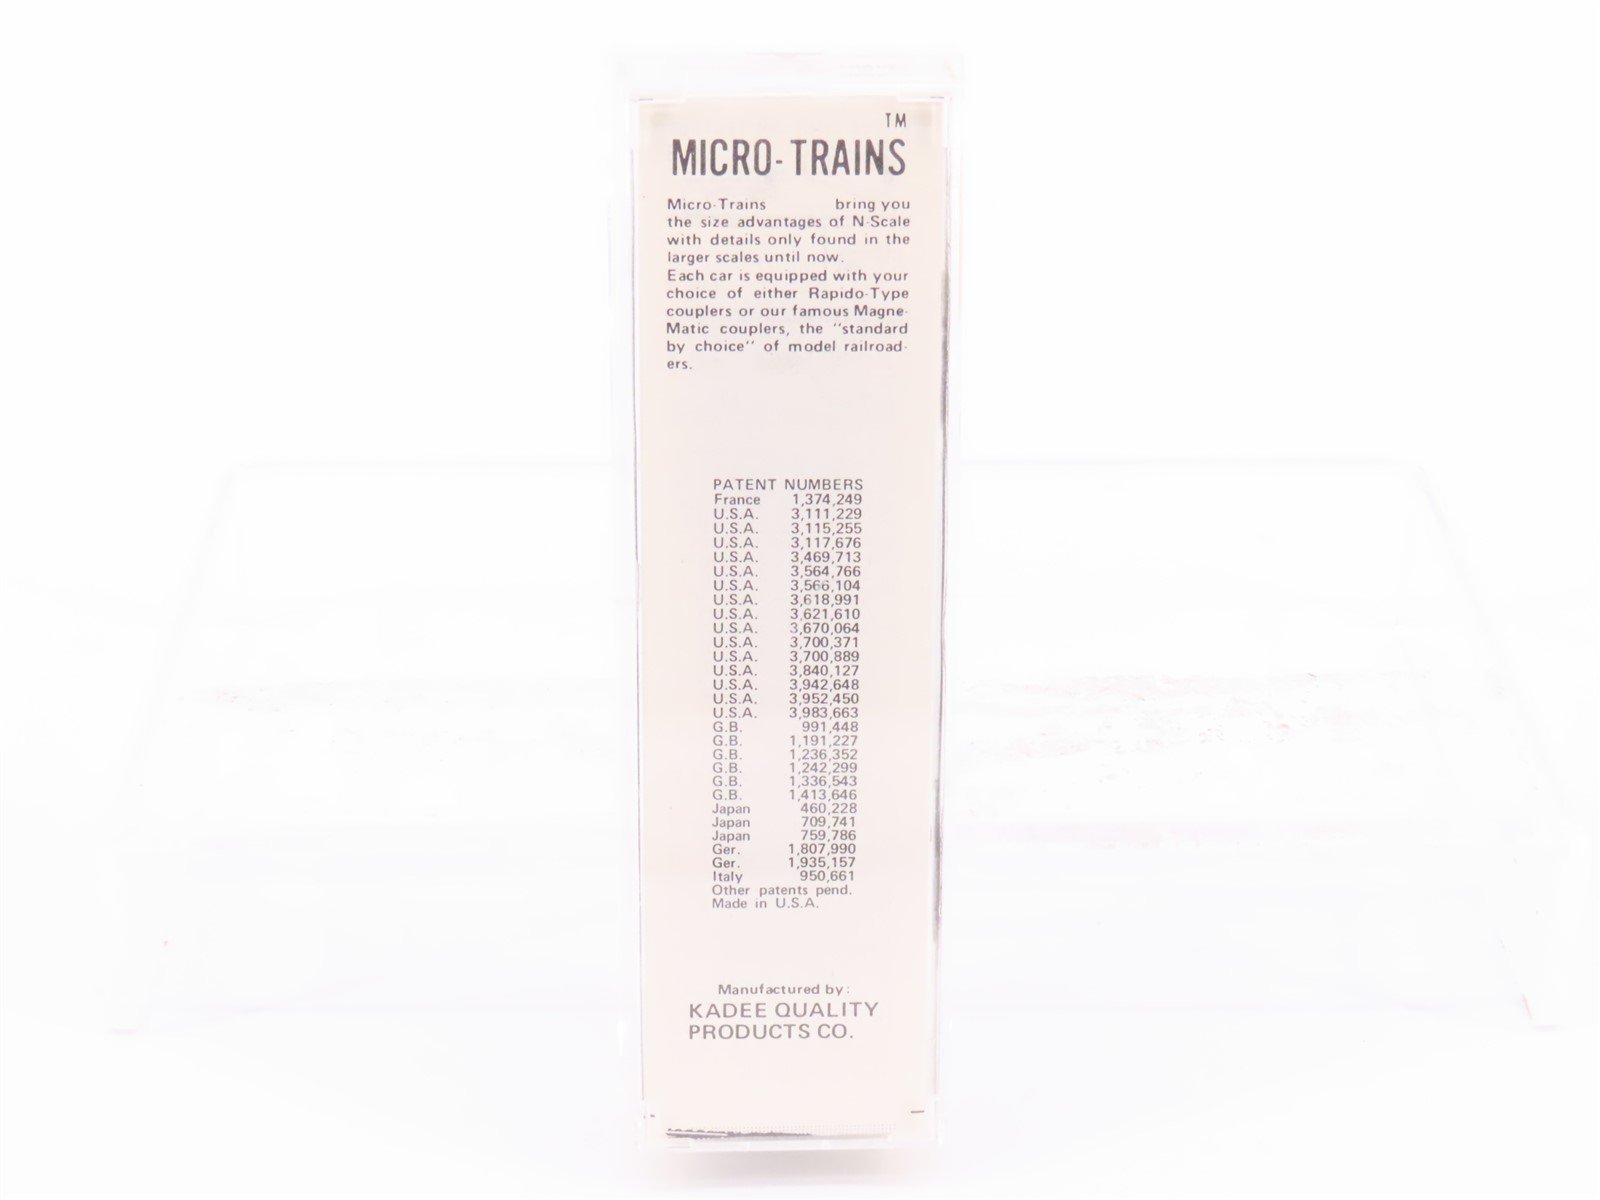 TM
MICRO-TRAINS
Micro-Trains bring you
the size advantages of N-Scale
with details only found in the
larger scales until now.
Each car is equipped with your
choice of either Rapido-Type
couplers or our famous Magne-
Matic couplers, the "standard
by choice" of model railroad-
ers.
PATENT NUMBERS
France 1,374,249
U.S.A. 3,111,229
U.S.A. 3,115,255
U.S.A. 3,117,676
U.S.A. 3,469,713
U.S.A. 3,564,766
U.S.A. 3,566,104
U.S.A. 3,618,991
U.S.A. 3,621,610
U.S.A. 3,670,064
U.S.A. 3,700,371
U.S.A. 3,700,889
U.S.A. 3,840,127
U.S.A. 3,942,648
U.S.A. 3,952,450
U.S.A. 3,983,663
G.B. 991,448
G.B. 1,191,227
G.B. 1,236,352
G.B. 1,242,299
G.B. 1,336,543
G.B. 1,413,646
Japan 460,228
Japan 709,741
Japan 759,786
Ger. 1,807,990
Ger. 1,935,157
Italy 950,661
Other patents pend.
Made in U.S.A.
Manufactured by:
KADEE QUALITY
PRODUCTS CO.